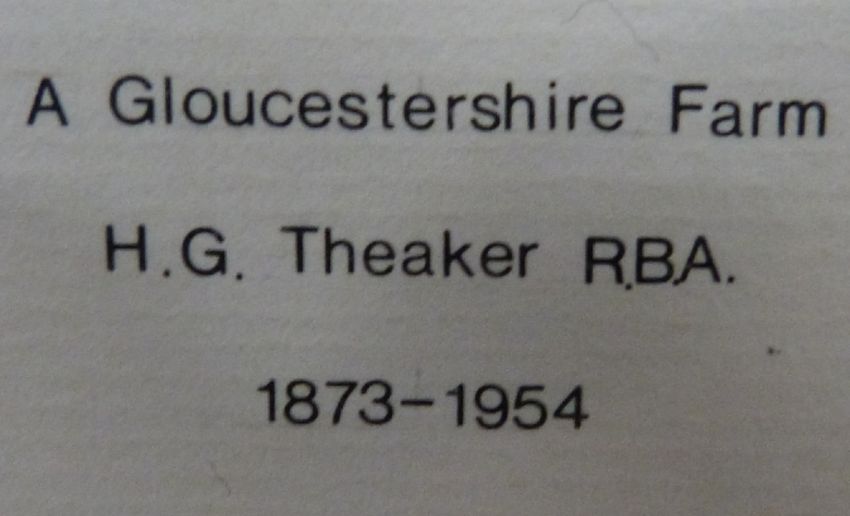 A Gloucestershire Farm
H.G. Theaker R.B.A.
1873-1954